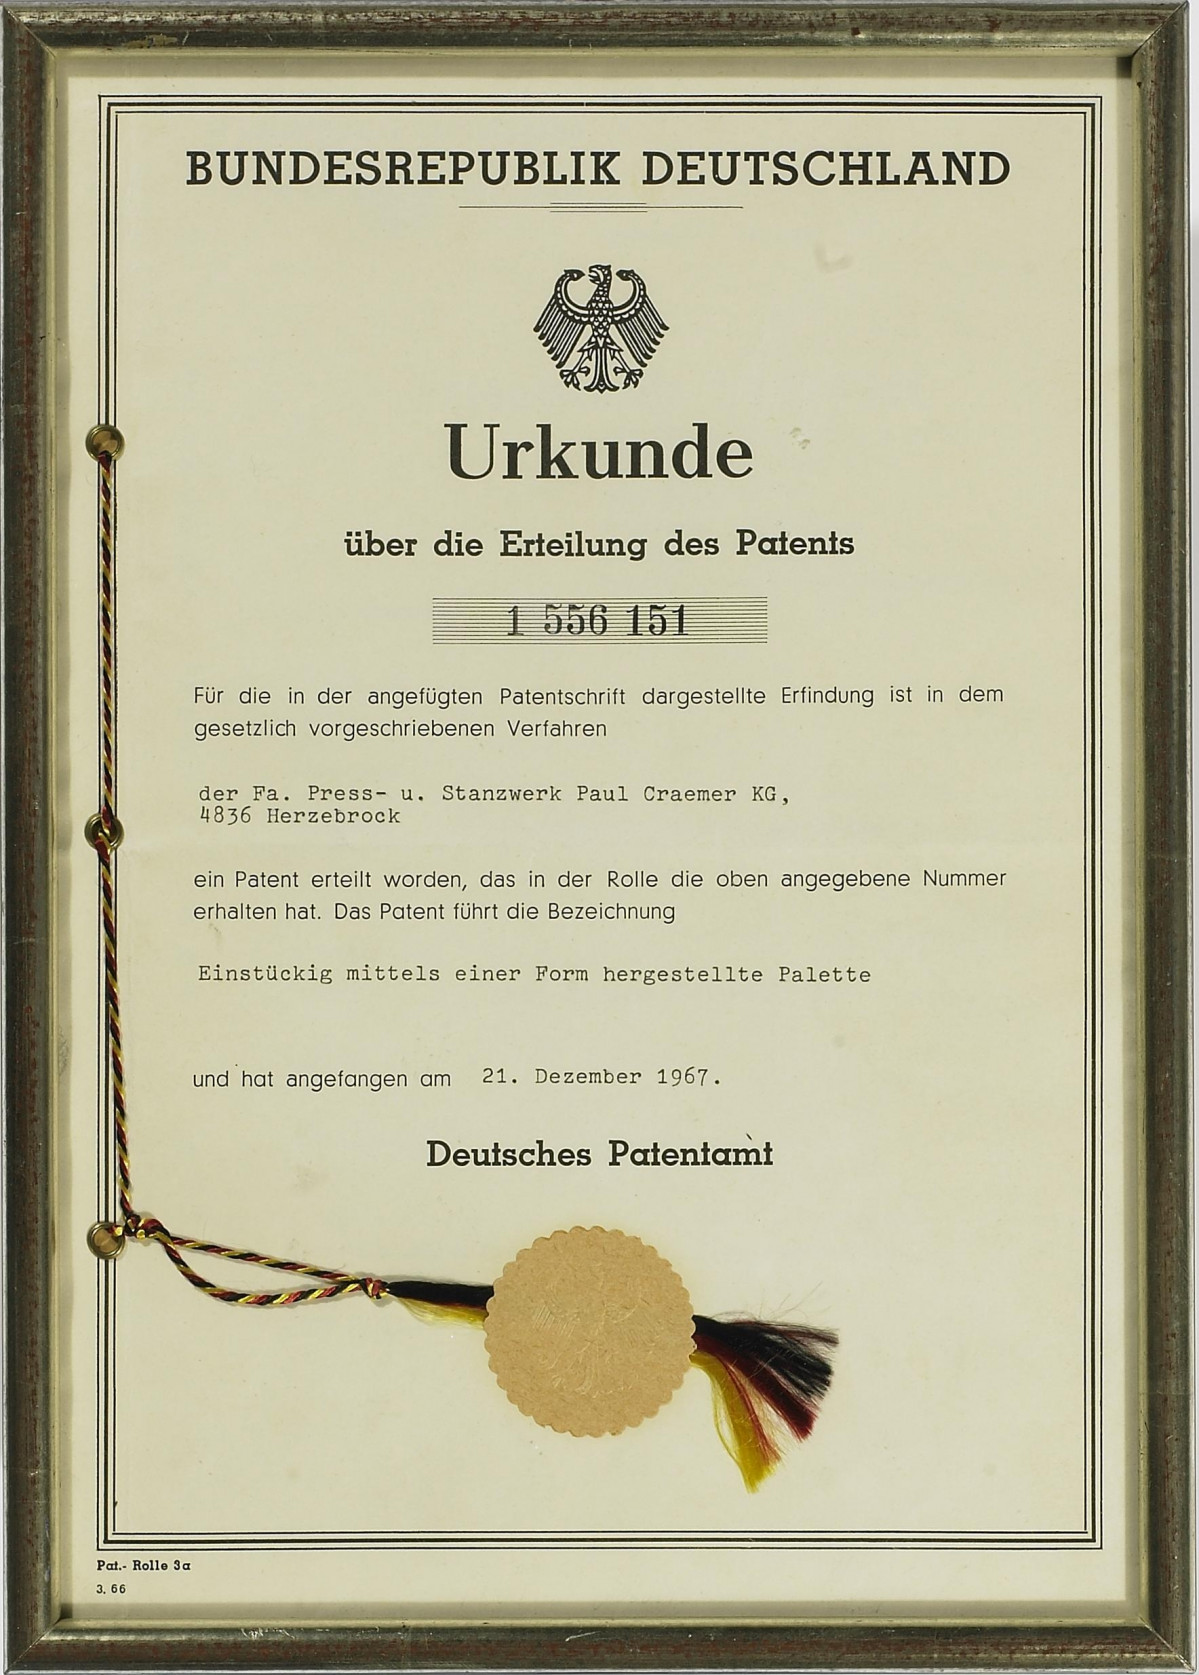 BUNDESREPUBLIK DEUTSCHLAND
Urkunde
über die Erteilung des Patents
1 556 151
Für die in der angefügten Patentschrift dargestellte Erfindung ist in dem
gesetzlich vorgeschriebenen Verfahren
der Fa. Press- u. Stanzwerk Paul Craemer KG,
4836 Herzebrock
ein Patent erteilt worden, das in der Rolle die oben angegebene Nummer
erhalten hat. Das Patent führt die Bezeichnung
Einstückig mittels einer Form hergestellte Palette
und hat angefangen am 21. Dezember 1967.
Deutsches Patentamt
Pat.- Rolle 3a
3. 66